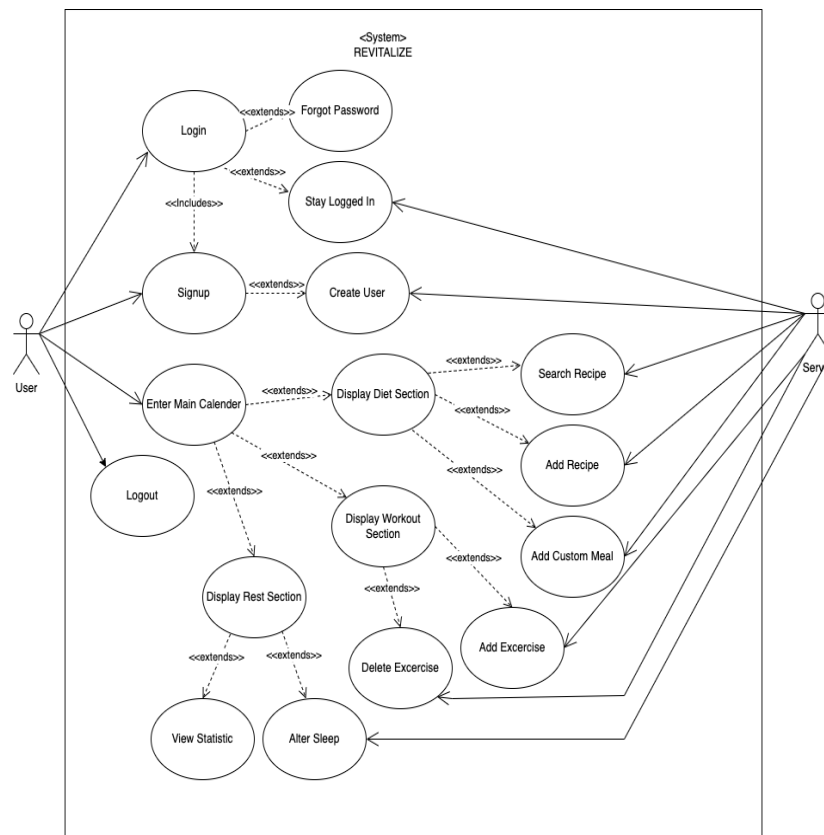 <System>
REVITALIZE
Forgot Password
<<extends>>
Login
<<extends>>
Stay Logged In
<<Includes>>
Signup
<<extends>>
Create User
User
Serv
<<extends>>
Search Recipe
Enter Main Calender
<<extends>>
Display Diet Section
<<extends>>
Add Recipe
<<extends>>
<<extends>>
Logout
<<extends>>
Display Workout
Section
Add Custom Meal
<<extends>>
<<extends>>
Display Rest Section
Add Excercise
<<extends>>
<<extends>>
Delete Excercise
View Statistic
Alter Sleep